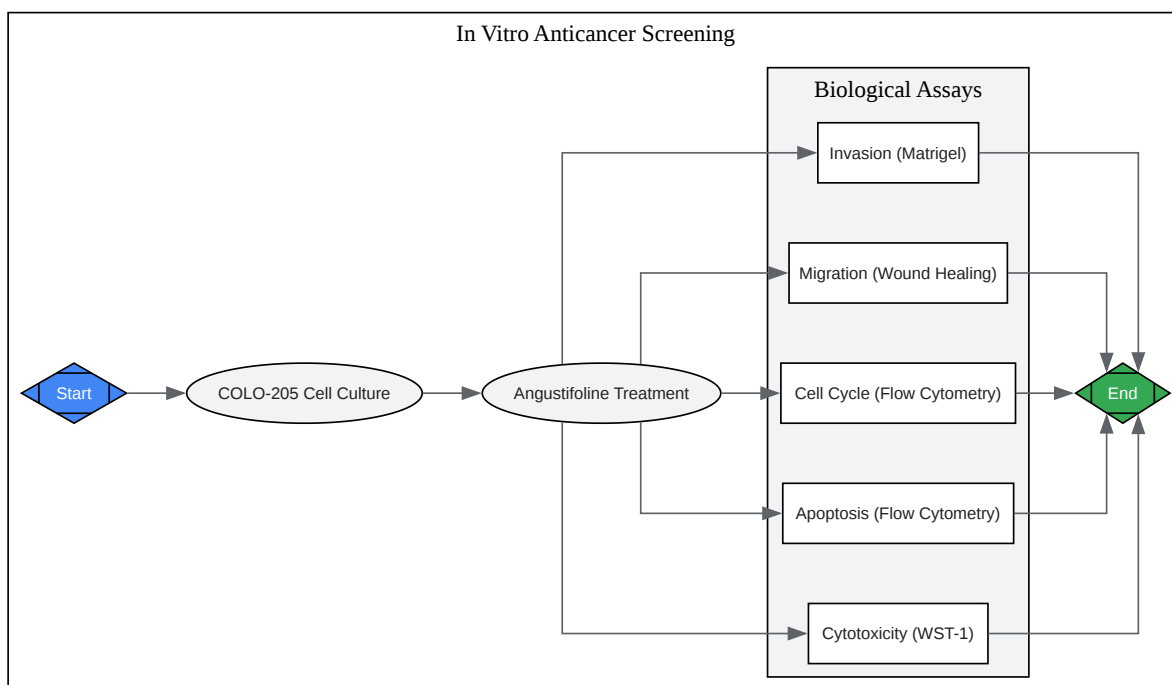 In Vitro Anticancer Screening
Biological Assays
Invasion (Matrigel)
Migration (Wound Healing)
Start
COLO-205 Cell Culture
Angustifoline Treatment
Cell Cycle (Flow Cytometry)
End
Apoptosis (Flow Cytometry)
Cytotoxicity (WST-1)